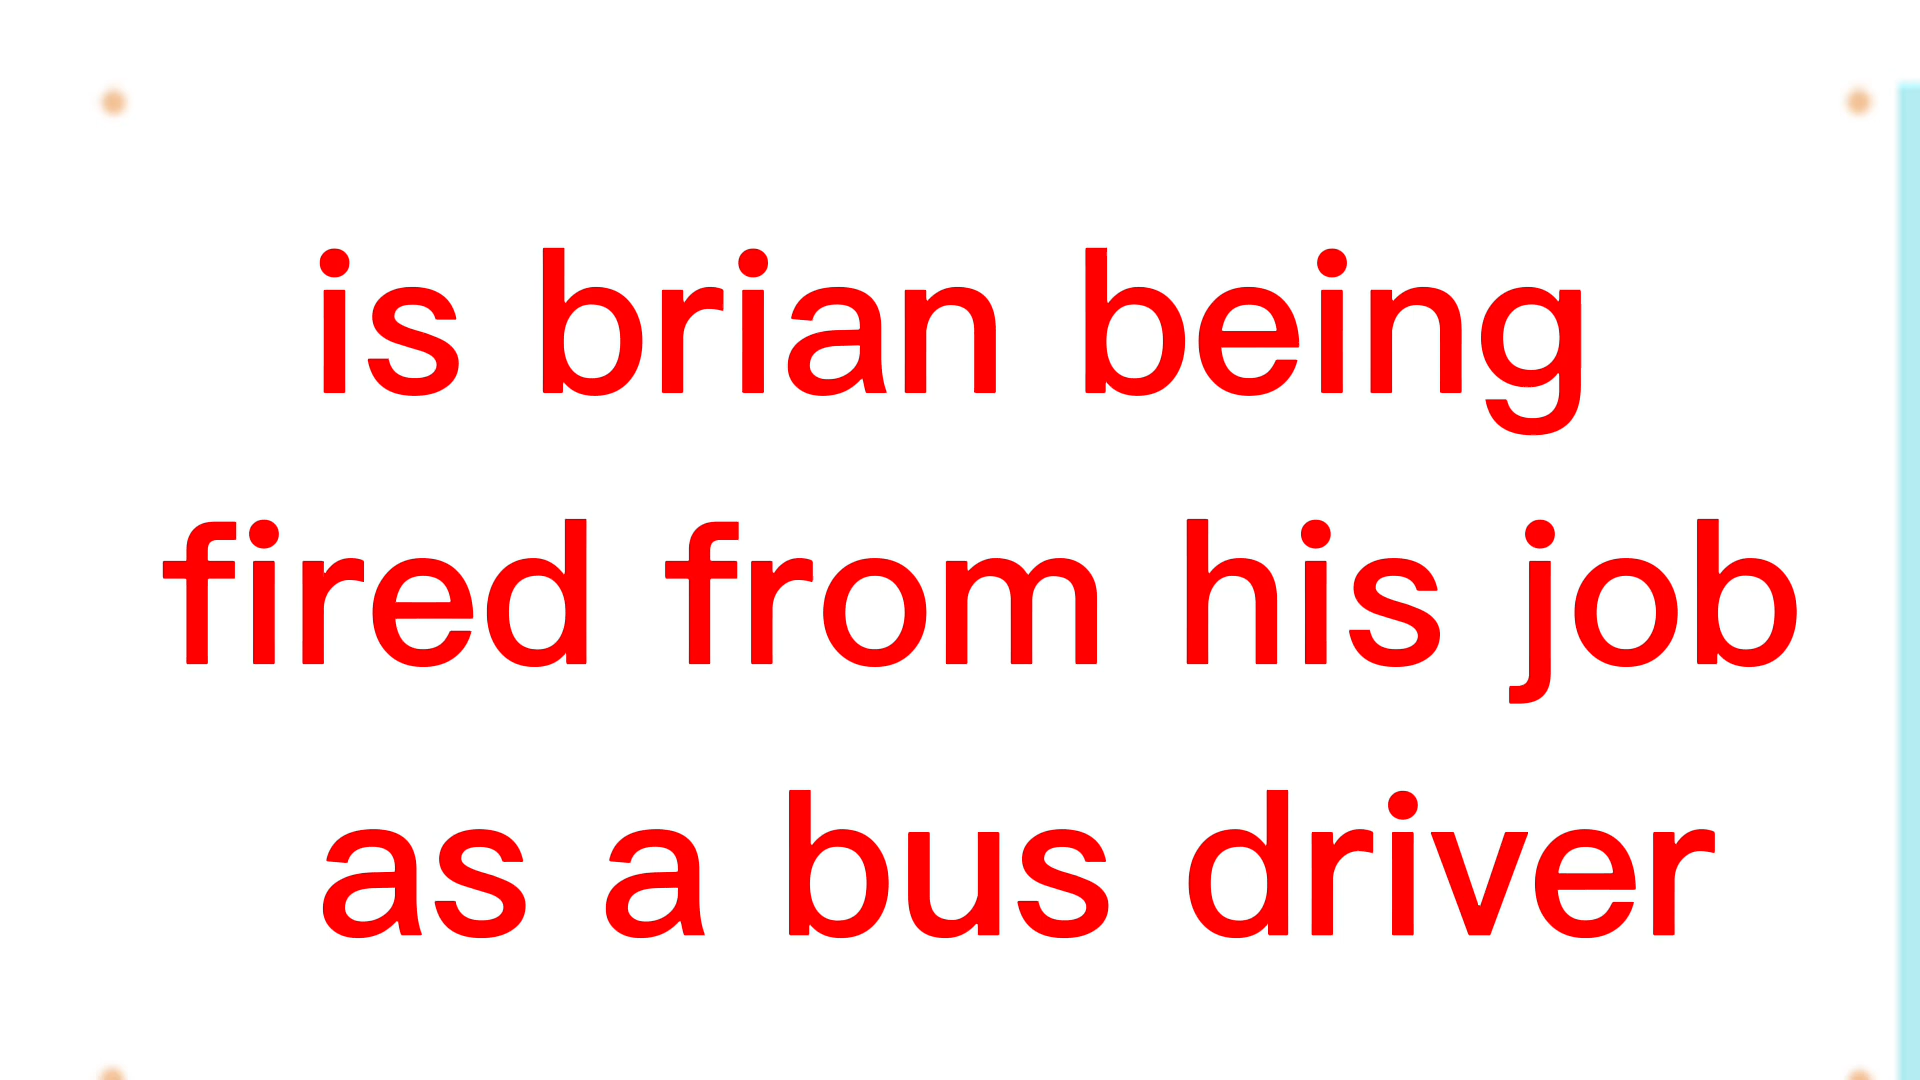 is brian being
fired from his job
as a bus driver